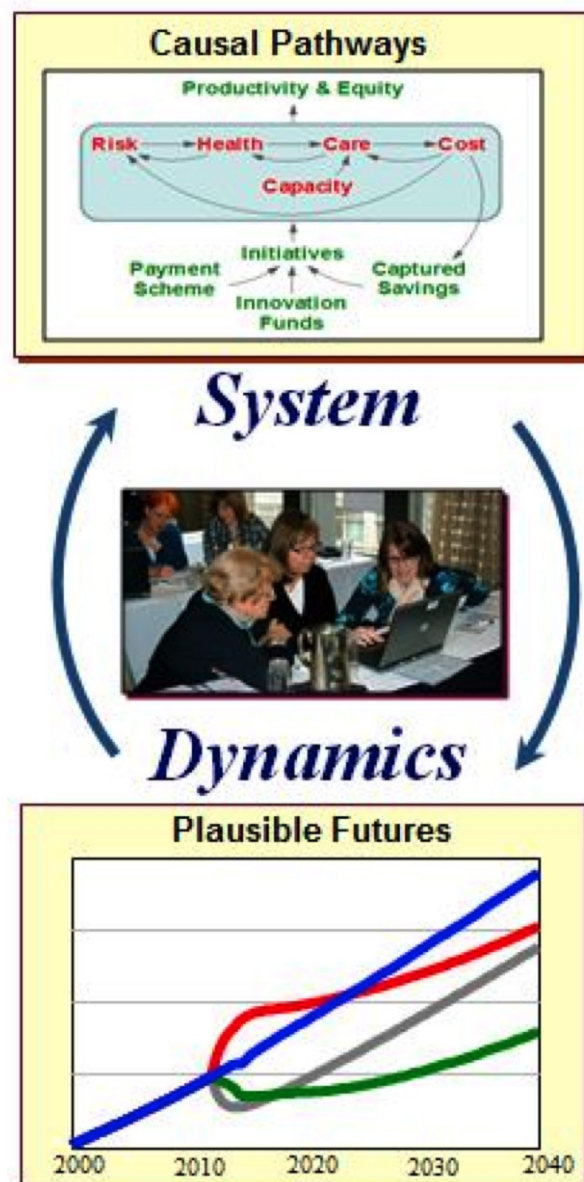 Causal Pathways
Productivity & Equity
Risk Health Care Cost
Capacity
Initiatives
Payment
Scheme
Captured
Savings
Innovation
Funds
System
Dynamics
Plausible Futures
2000 2010 2020 2030 2040